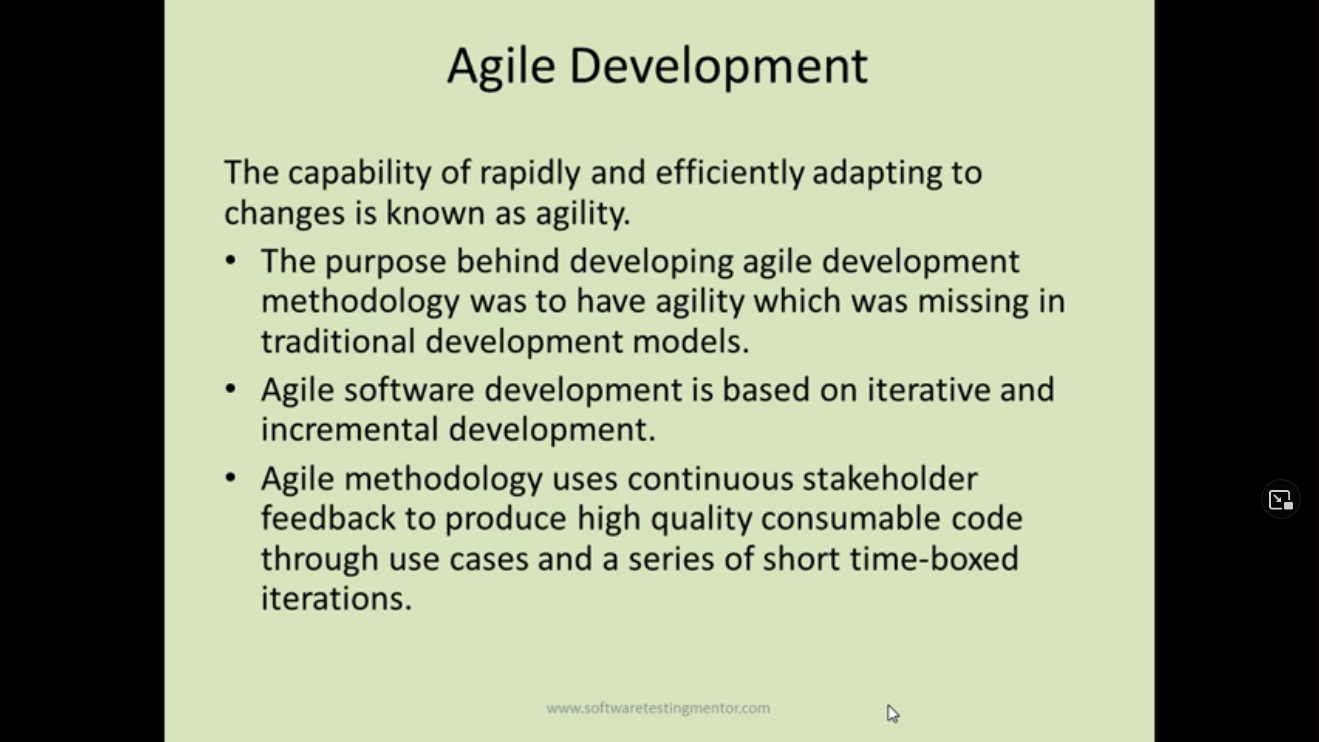 Agile Development
The capability of rapidly and efficiently adapting to
changes is known as agility.
• The purpose behind developing agile development
methodology was to have agility which was missing in
traditional development models.
• Agile software development is based on iterative and
incremental development.
• Agile methodology uses continuous stakeholder
feedback to produce high quality consumable code
through use cases and a series of short time-boxed
iterations.
www.softwaretestingmentor.com